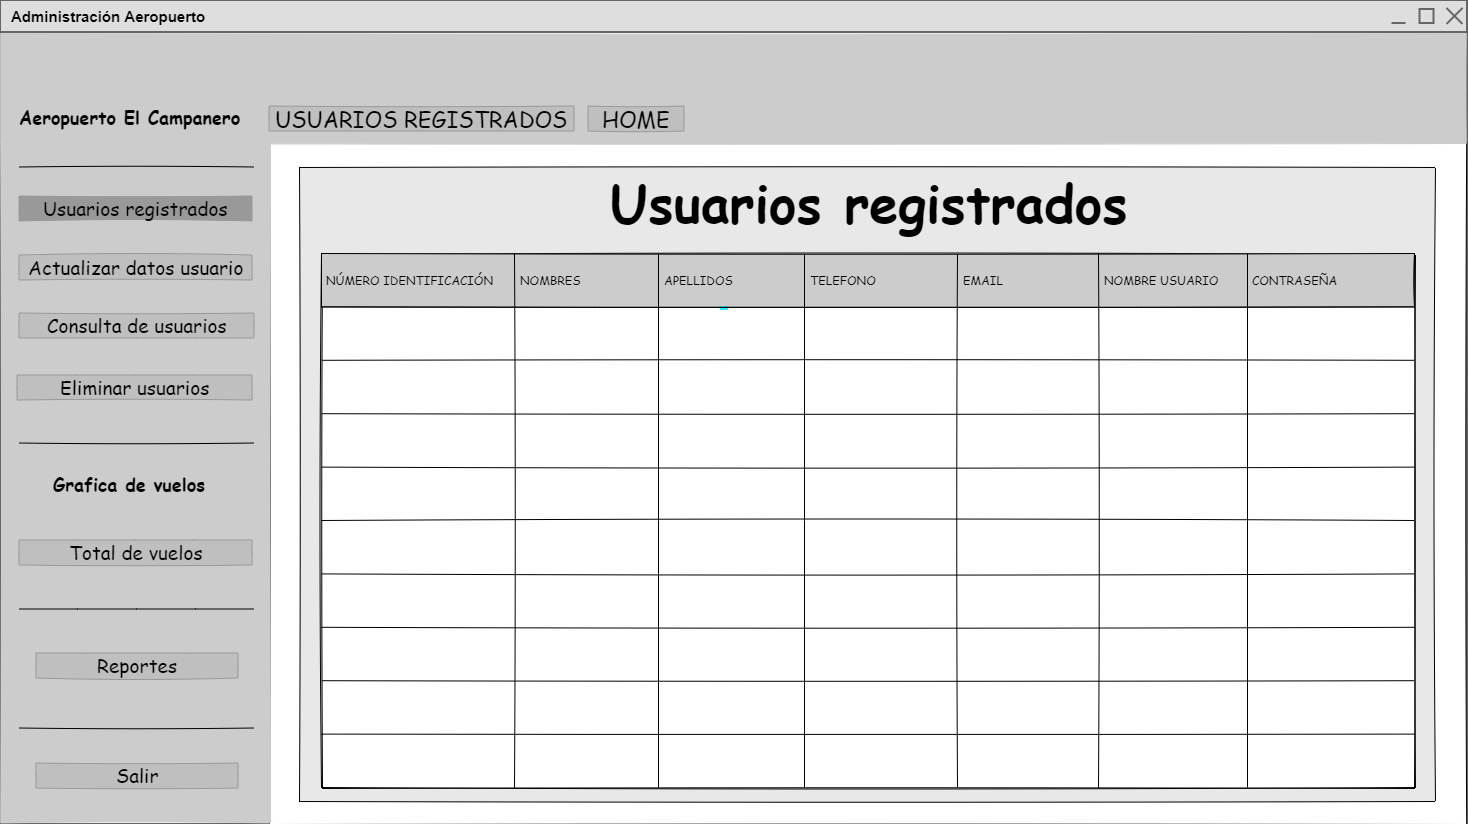 Administración Aeropuerto
Aeropuerto El Campanero
USUARIOS REGISTRADOS
HOME
Usuarios registrados
Actualizar datos usuario
Consulta de usuarios
Eliminar usuarios
Grafica de vuelos
Total de vuelos
Reportes
Salir
Usuarios registrados
NÚMERO IDENTIFICACIÓN NOMBRES APELLIDOS TELEFONO EMAIL NOMBRE USUARIO CONTRASEÑA